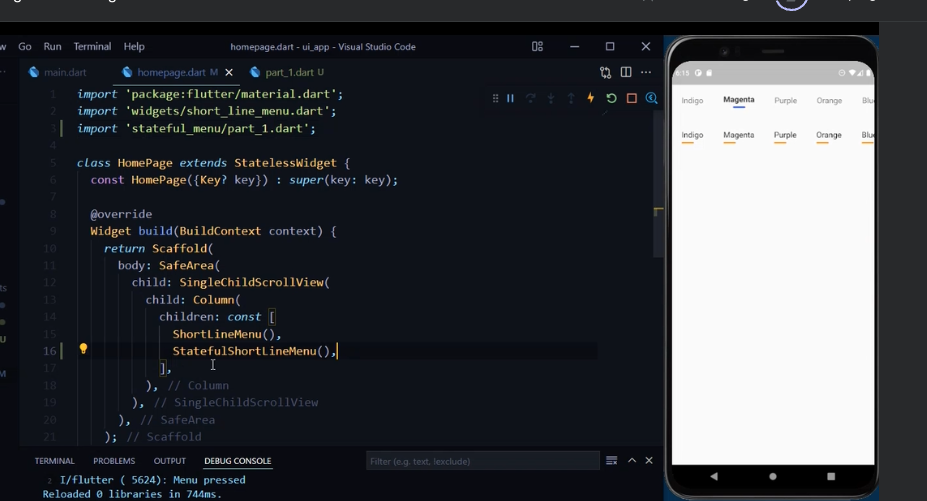 Go Run Terminal Help homepage.dart - ui_app - Visual Studio Code
main.dart homepage.dart M part_1.dart U
1 import 'package:flutter/material.dart';
2 import 'widgets/short_line_menu.dart';
3 import 'stateful_menu/part_1.dart';
4
5 class HomePage extends StatelessWidget {
6 const HomePage({Key? key}) : super(key: key);
7
8 @override
9 Widget build(BuildContext context) {
10 return Scaffold(
11 body: SafeArea(
12 child: SingleChildScrollView(
13 child: Column(
14 children: const [
15 ShortLineMenu(),
16 StatefulShortLineMenu(),
17 ],
18 ), // Column
19 ), // SingleChildScrollView
20 ), // SafeArea
21 ); // Scaffold
TERMINAL PROBLEMS OUTPUT DEBUG CONSOLE Filter (e.g. text, !exclude)
2 I/flutter ( 5624): Menu pressed
Reloaded 0 libraries in 744ms.
Indigo Magenta Purple Orange Blu
Indigo Magenta Purple Orange Blu